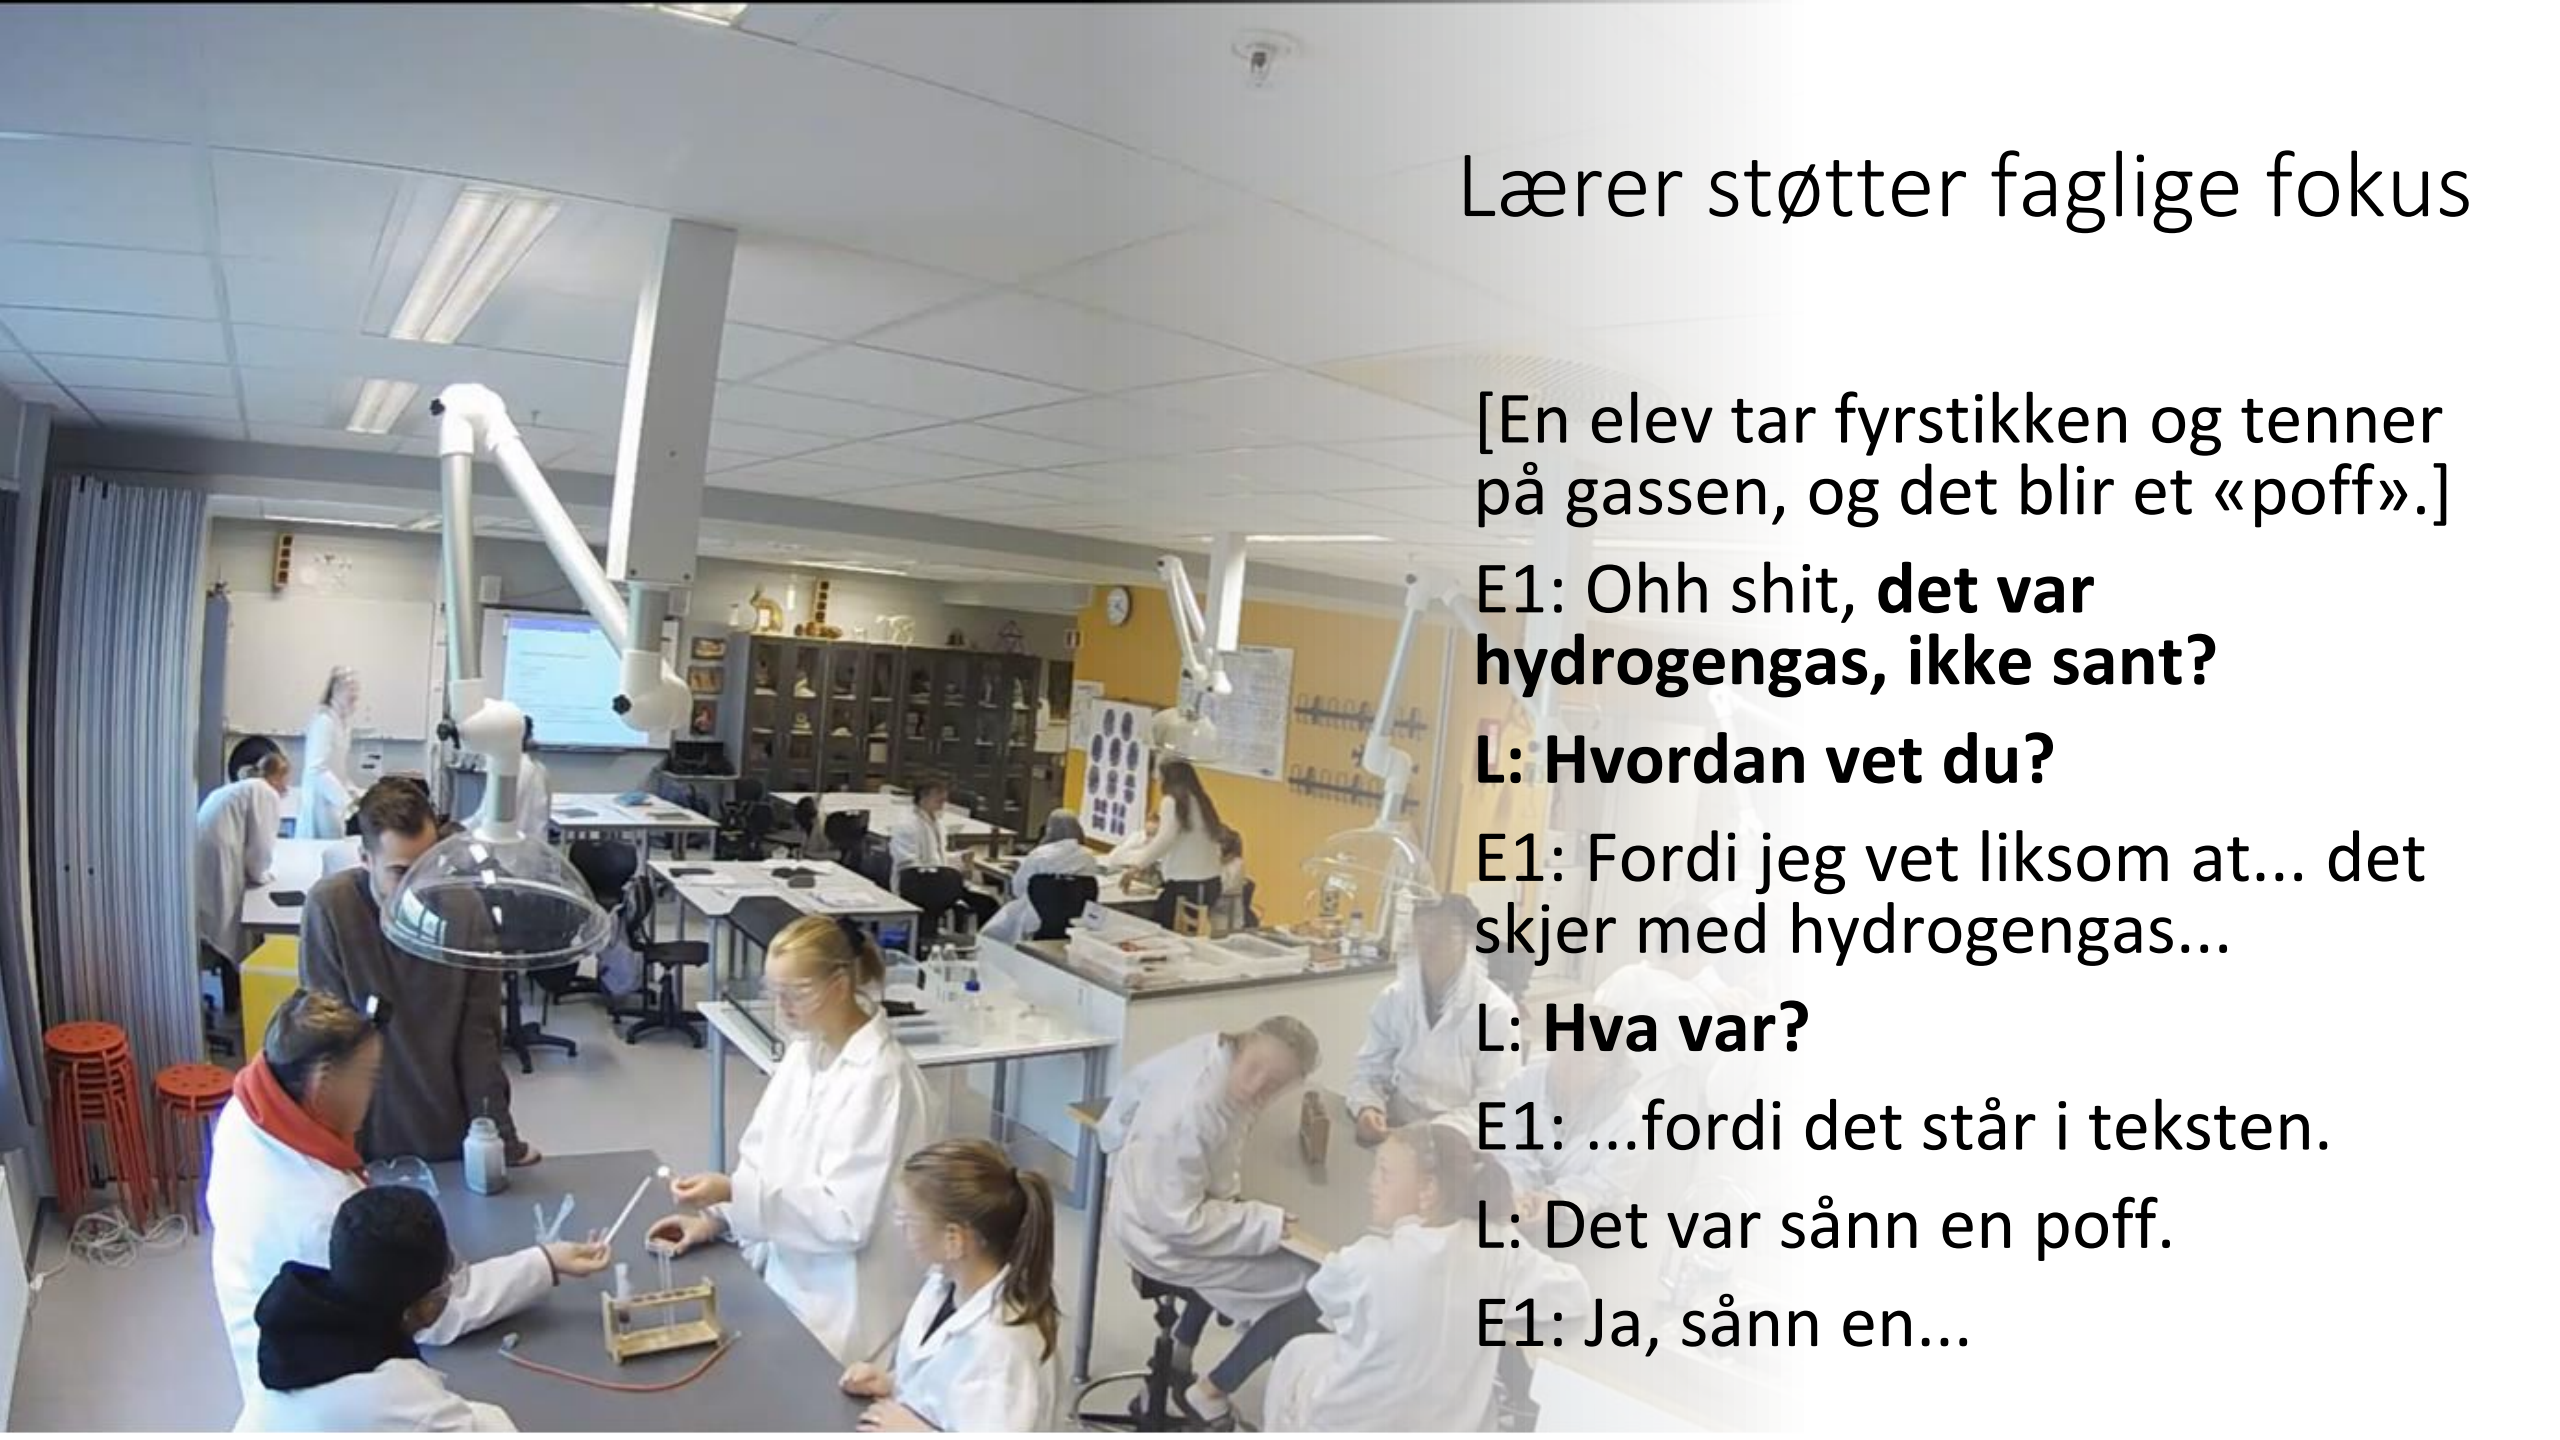 Lærer støtter faglige fokus
[En elev tar fyrstikken og tenner
på gassen, og det blir et «poff».]
E1: Ohh shit, det var
hydrogengas, ikke sant?
L: Hvordan vet du?
E1: Fordi jeg vet liksom at... det
skjer med hydrogengas...
L: Hva var?
E1: ...fordi det står i teksten.
L: Det var sånn en poff.
E1: Ja, sånn en...